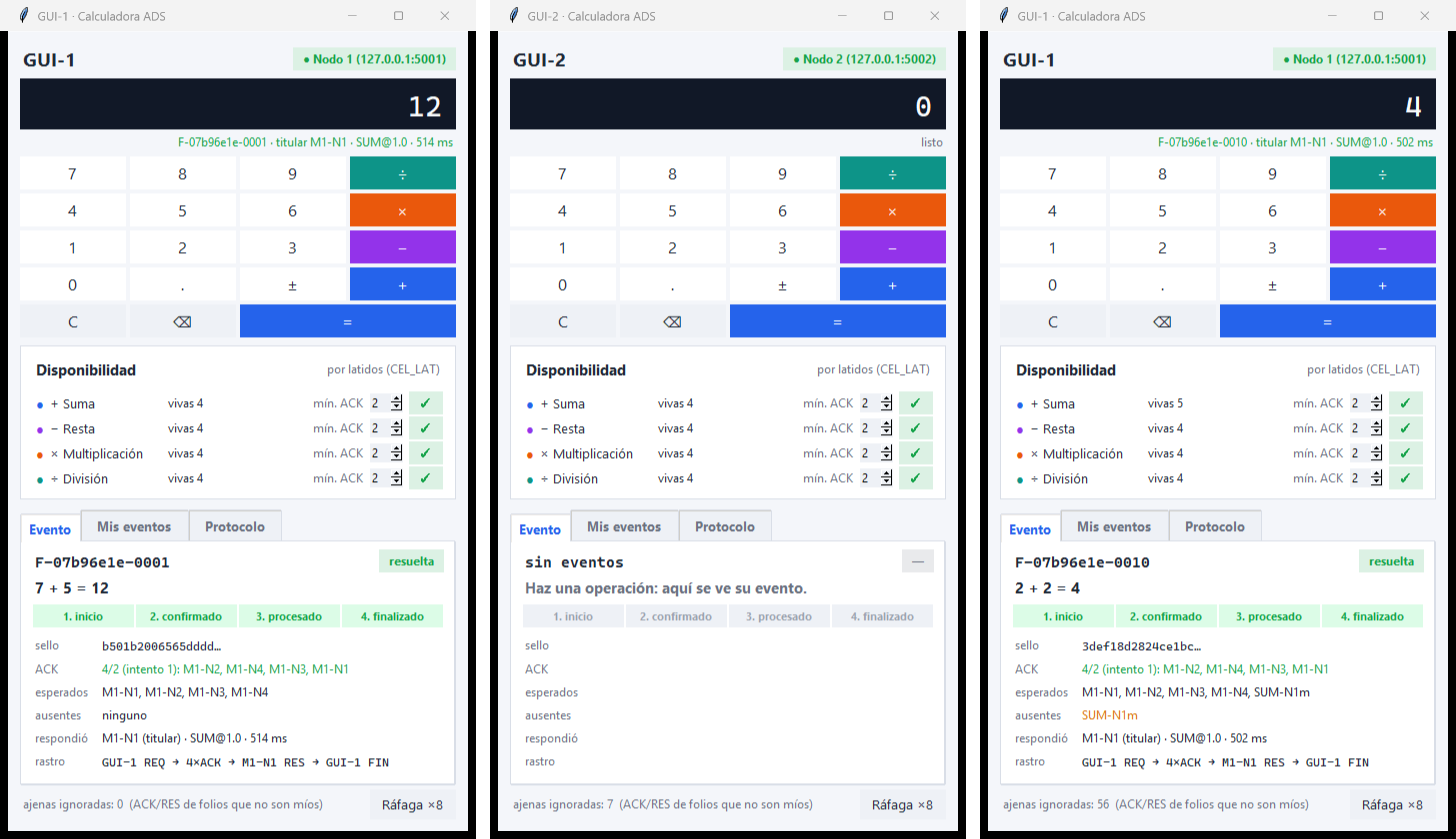 GUI-1 · Calculadora ADS
GUI-1
● Nodo 1 (127.0.0.1:5001)
12
F-07b96e1e-0001 · titular M1-N1 · SUM@1.0 · 514 ms
7 8 9 ÷
4 5 6 ×
1 2 3 −
0 . ± +
C ⌫ =
Disponibilidad por latidos (CEL_LAT)
● + Suma vivas 4 mín. ACK 2 ✓
● − Resta vivas 4 mín. ACK 2 ✓
● × Multiplicación vivas 4 mín. ACK 2 ✓
● ÷ División vivas 4 mín. ACK 2 ✓
Evento Mis eventos Protocolo
F-07b96e1e-0001 resuelta
7 + 5 = 12
1. inicio 2. confirmado 3. procesado 4. finalizado
sello b501b2006565dddd…
ACK 4/2 (intento 1): M1-N2, M1-N4, M1-N3, M1-N1
esperados M1-N1, M1-N2, M1-N3, M1-N4
ausentes ninguno
respondió M1-N1 (titular) · SUM@1.0 · 514 ms
rastro GUI-1 REQ → 4×ACK → M1-N1 RES → GUI-1 FIN
ajenas ignoradas: 0 (ACK/RES de folios que no son míos) Ráfaga ×8
GUI-2 · Calculadora ADS
GUI-2
● Nodo 2 (127.0.0.1:5002)
0
listo
7 8 9 ÷
4 5 6 ×
1 2 3 −
0 . ± +
C ⌫ =
Disponibilidad por latidos (CEL_LAT)
● + Suma vivas 4 mín. ACK 2 ✓
● − Resta vivas 4 mín. ACK 2 ✓
● × Multiplicación vivas 4 mín. ACK 2 ✓
● ÷ División vivas 4 mín. ACK 2 ✓
Evento Mis eventos Protocolo
sin eventos —
Haz una operación: aquí se ve su evento.
1. inicio 2. confirmado 3. procesado 4. finalizado
sello
ACK
esperados
ausentes
respondió
rastro
ajenas ignoradas: 7 (ACK/RES de folios que no son míos) Ráfaga ×8
GUI-1 · Calculadora ADS
GUI-1
● Nodo 1 (127.0.0.1:5001)
4
F-07b96e1e-0010 · titular M1-N1 · SUM@1.0 · 502 ms
7 8 9 ÷
4 5 6 ×
1 2 3 −
0 . ± +
C ⌫ =
Disponibilidad por latidos (CEL_LAT)
● + Suma vivas 5 mín. ACK 2 ✓
● − Resta vivas 4 mín. ACK 2 ✓
● × Multiplicación vivas 4 mín. ACK 2 ✓
● ÷ División vivas 4 mín. ACK 2 ✓
Evento Mis eventos Protocolo
F-07b96e1e-0010 resuelta
2 + 2 = 4
1. inicio 2. confirmado 3. procesado 4. finalizado
sello 3def18d2824ce1bc…
ACK 4/2 (intento 1): M1-N2, M1-N4, M1-N3, M1-N1
esperados M1-N1, M1-N2, M1-N3, M1-N4, SUM-N1m
ausentes SUM-N1m
respondió M1-N1 (titular) · SUM@1.0 · 502 ms
rastro GUI-1 REQ → 4×ACK → M1-N1 RES → GUI-1 FIN
ajenas ignoradas: 56 (ACK/RES de folios que no son míos) Ráfaga ×8